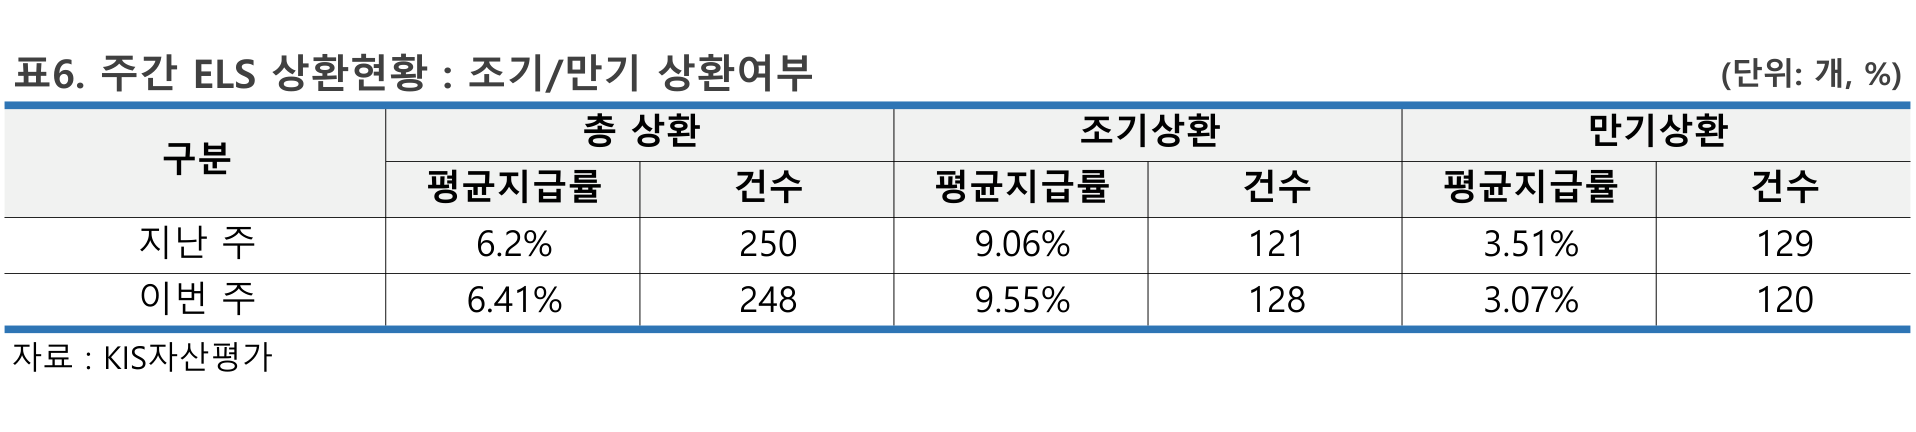 표6. 주간 ELS 상환현황 : 조기/만기 상환여부 (단위: 개, %)
구분 총 상환 조기상환 만기상환
평균지급률 건수 평균지급률 건수 평균지급률 건수
지난 주 6.2% 250 9.06% 121 3.51% 129
이번 주 6.41% 248 9.55% 128 3.07% 120
자료 : KIS자산평가